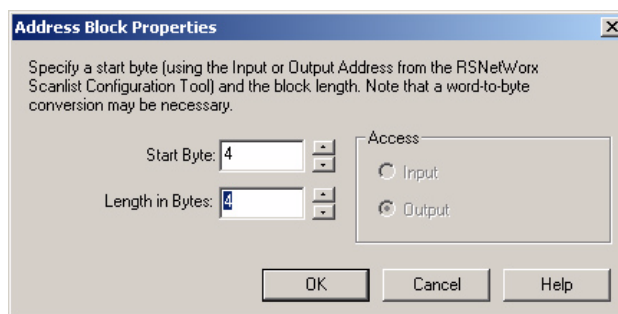 Address Block Properties
Specify a start byte (using the Input or Output Address from the RSNetWorx
Scanlist Configuration Tool) and the block length. Note that a word-to-byte
conversion may be necessary.
Start Byte: 4
Length in Bytes: 4
Access
Input
Output
OK Cancel Help